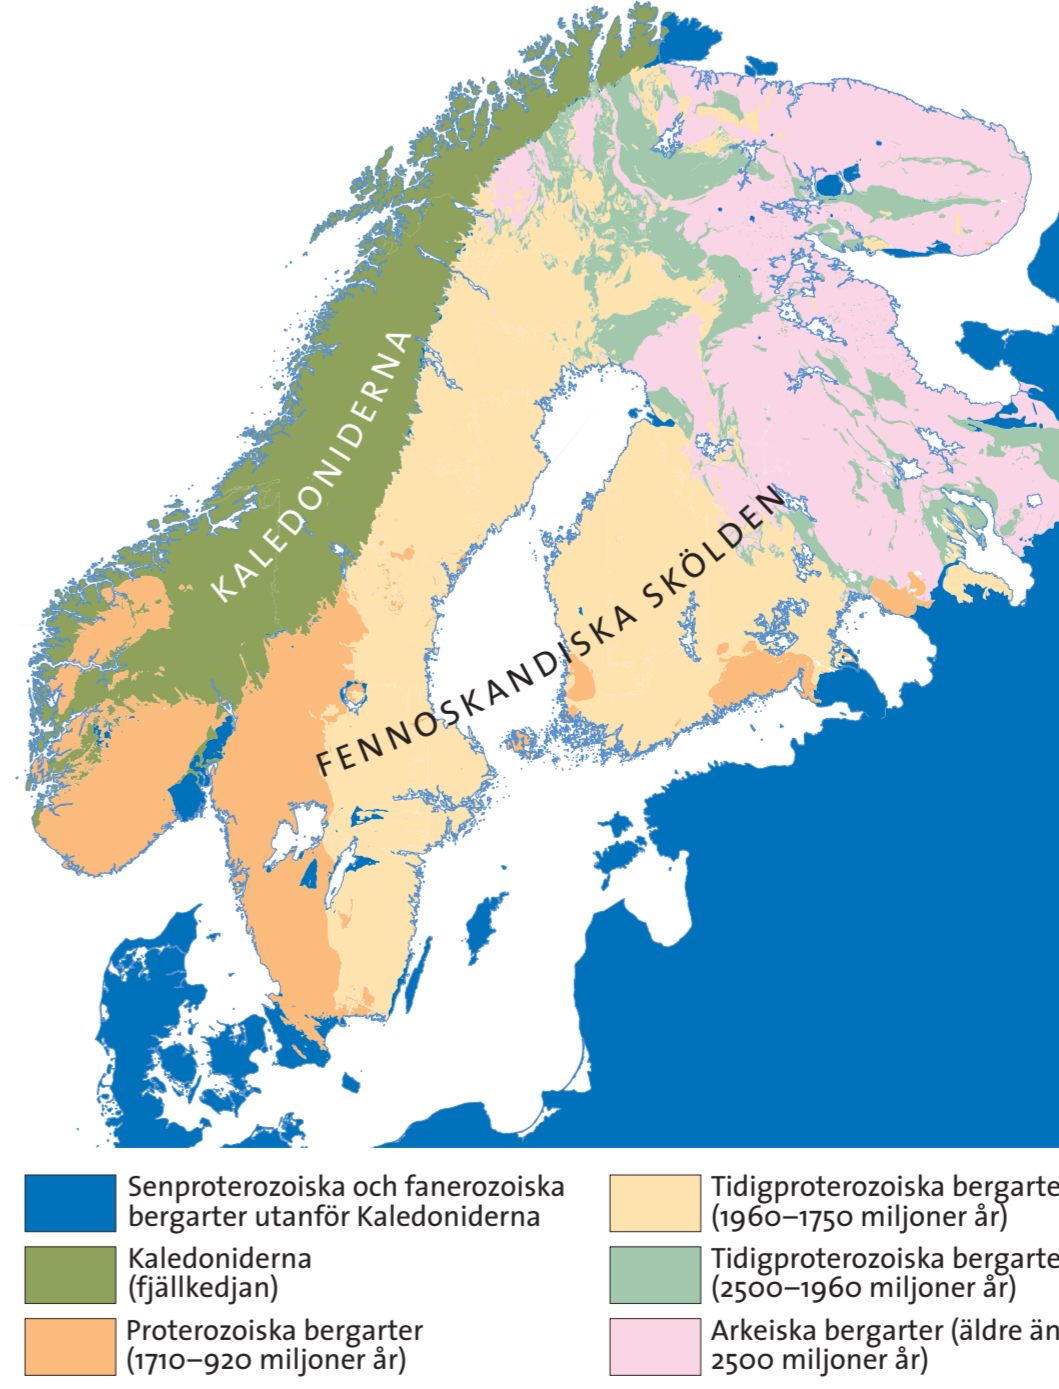 KALEDONIDERNA
FENNOSKANDISKA SKÖLDEN
Senproterozoiska och fanerozoiska
bergarter utanför Kaledoniderna
Kaledoniderna
(fjällkedjan)
Proterozoiska bergarter
(1710–920 miljoner år)
Tidigproterozoiska bergarte
(1960–1750 miljoner år)
Tidigproterozoiska bergarte
(2500–1960 miljoner år)
Arkeiska bergarter (äldre än
2500 miljoner år)